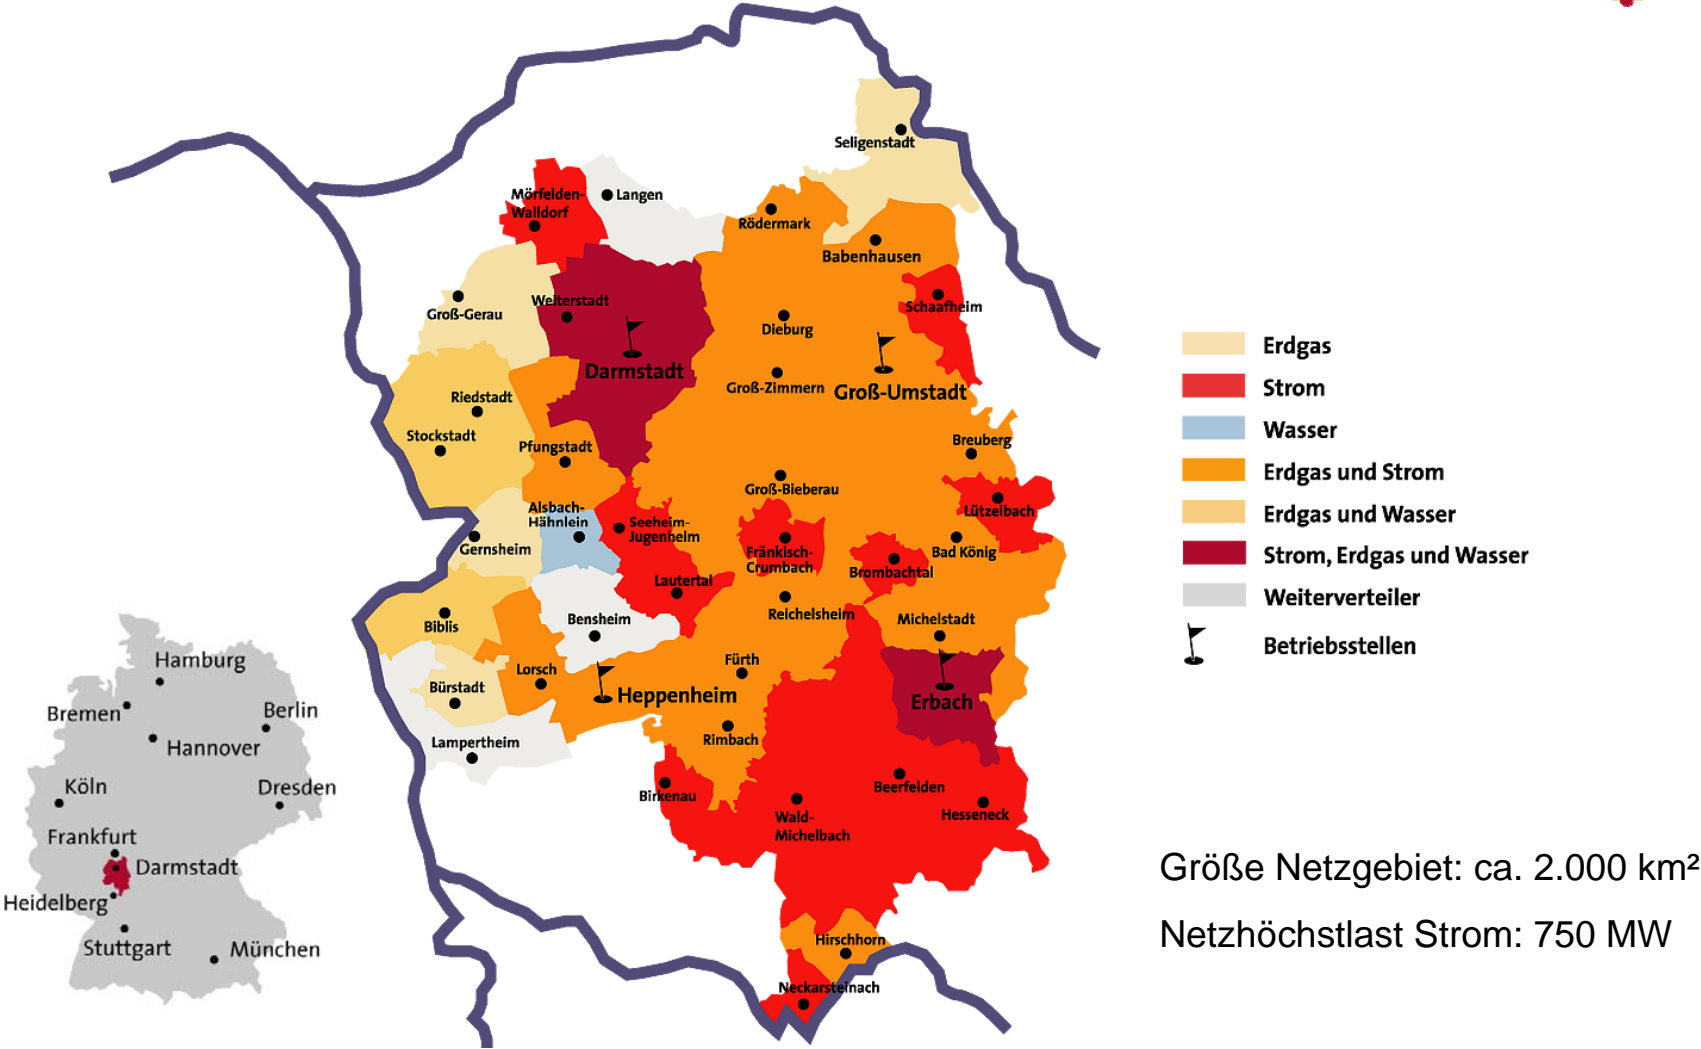 Seligenstadt
Mörfelden-
Walldorf
Langen
Rödermark
Babenhausen
Groß-Gerau
Weiterstadt
Schaafheim
Dieburg
Darmstadt
Groß-Zimmern
Groß-Umstadt
Riedstadt
Stockstadt
Pfungstadt
Breuberg
Groß-Bieberau
Alsbach-
Hähnlein
Seeheim-
Jugenheim
Lützelbach
Gernsheim
Fränkisch-
Crumbach
Bad König
Brombachtal
Lautertal
Reichelsheim
Biblis
Bensheim
Michelstadt
Fürth
Lorsch
Bürstadt
Heppenheim
Erbach
Lampertheim
Rimbach
Birkenau
Beerfelden
Hesseneck
Wald-
Michelbach
Hirschhorn
Neckarsteinach
Erdgas
Strom
Wasser
Erdgas und Strom
Erdgas und Wasser
Strom, Erdgas und Wasser
Weiterverteiler
Betriebsstellen
Hamburg
Bremen
Berlin
Hannover
Köln
Dresden
Frankfurt
Darmstadt
Heidelberg
Stuttgart
München
Größe Netzgebiet: ca. 2.000 km²
Netzhöchstlast Strom: 750 MW